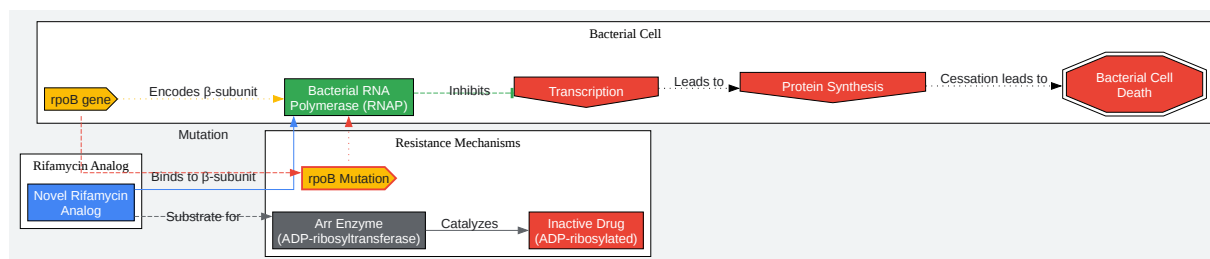 Bacterial Cell
rpoB gene
Encodes β-subunit
Bacterial RNA
Polymerase (RNAP)
Inhibits
Transcription
Leads to
Protein Synthesis
Cessation leads to
Bacterial Cell
Death
Mutation
Resistance Mechanisms
Rifamycin Analog
Binds to β-subunit
rpoB Mutation
Novel Rifamycin
Analog
Substrate for
Arr Enzyme
(ADP-ribosyltransferase)
Catalyzes
Inactive Drug
(ADP-ribosylated)